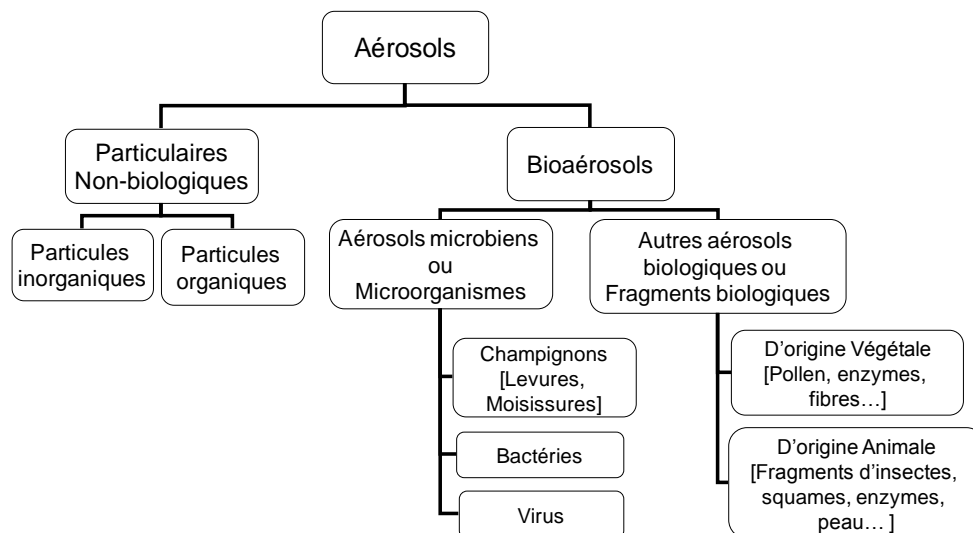 Aérosols
Particulaires
Non-biologiques
Bioaérosols
Particules
inorganiques
Particules
organiques
Aérosols microbiens
ou
Microorganismes
Autres aérosols
biologiques ou
Fragments biologiques
Champignons
[Levures,
Moisissures]
Bactéries
Virus
D'origine Végétale
[Pollen, enzymes,
fibres…]
D'origine Animale
[Fragments d'insectes,
squames, enzymes,
peau… ]